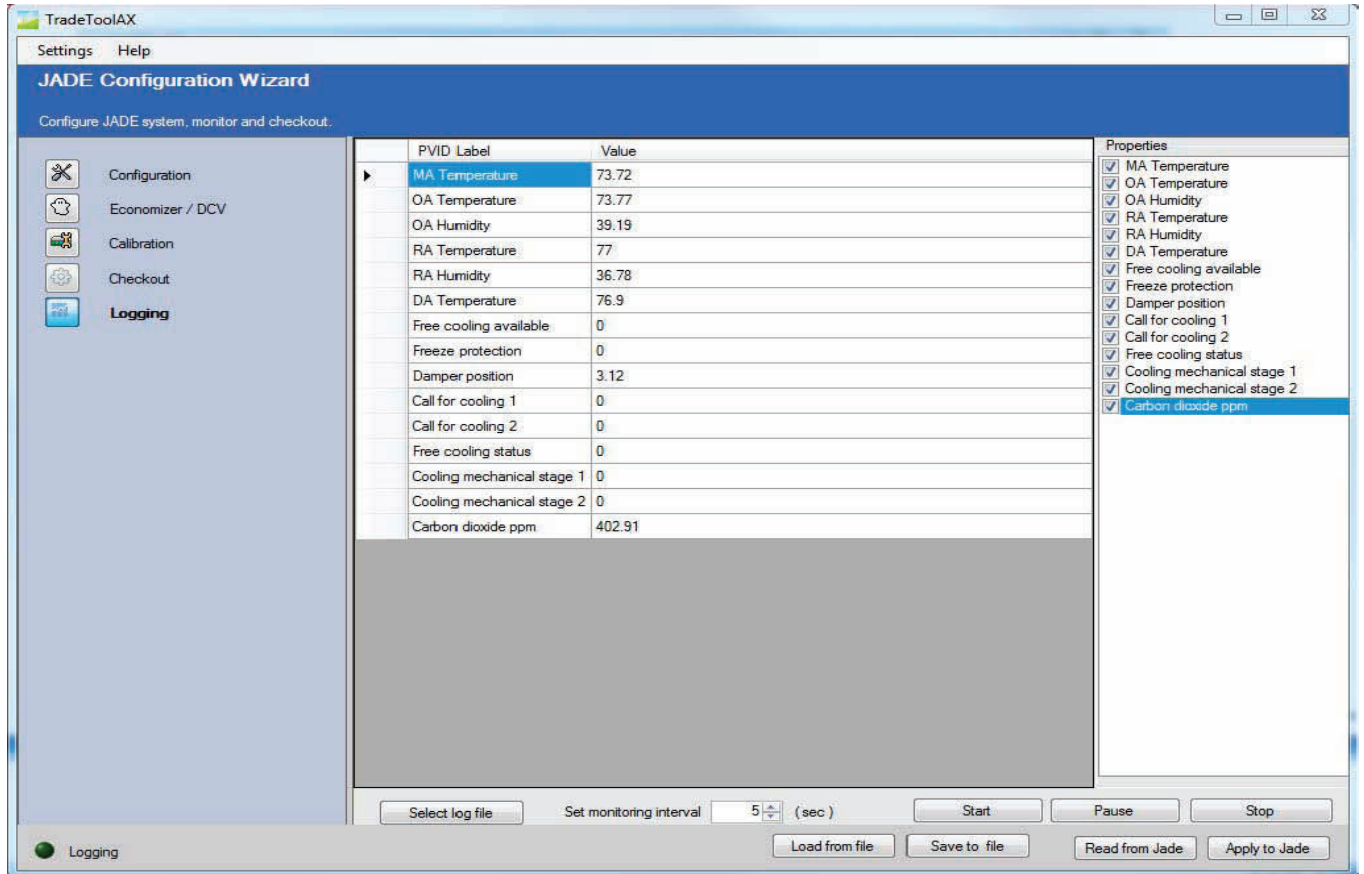 TradeToolAX
Settings Help
JADE Configuration Wizard
Configure JADE system, monitor and checkout.
Configuration
Economizer / DCV
Calibration
Checkout
Logging
PVID Label Value
MA Temperature 73.72
OA Temperature 73.77
OA Humidity 39.19
RA Temperature 77
RA Humidity 36.78
DA Temperature 76.9
Free cooling available 0
Freeze protection 0
Damper position 3.12
Call for cooling 1 0
Call for cooling 2 0
Free cooling status 0
Cooling mechanical stage 1 0
Cooling mechanical stage 2 0
Carbon dioxide ppm 402.91
Properties
MA Temperature
OA Temperature
OA Humidity
RA Temperature
RA Humidity
DA Temperature
Free cooling available
Freeze protection
Damper position
Call for cooling 1
Call for cooling 2
Free cooling status
Cooling mechanical stage 1
Cooling mechanical stage 2
Carbon dioxide ppm
Select log file Set monitoring interval 5 (sec) Start Pause Stop
Logging Load from file Save to file Read from Jade Apply to Jade